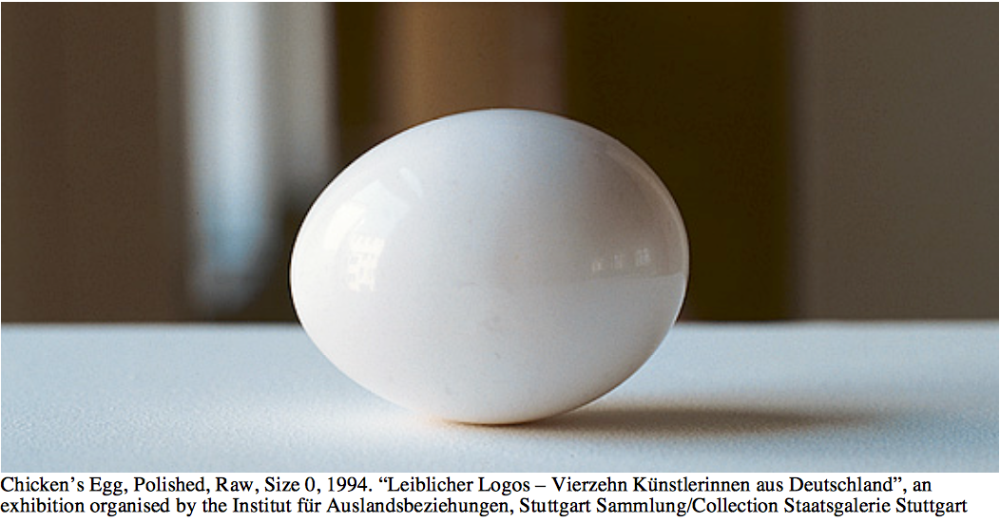 Chicken’s Egg, Polished, Raw, Size 0, 1994. “Leiblicher Logos – Vierzehn Künstlerinnen aus Deutschland”, an
exhibition organised by the Institut für Auslandsbeziehungen, Stuttgart Sammlung/Collection Staatsgalerie Stuttgart